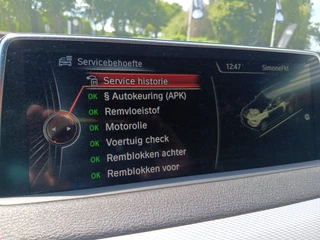 Servicebehoefte
12:47
Service historie
OK § Autokeuring (APK)
OK Remvloeistof
OK Motorolie
OK Voertuig check
OK Remblokken achter
OK Remblokken voor